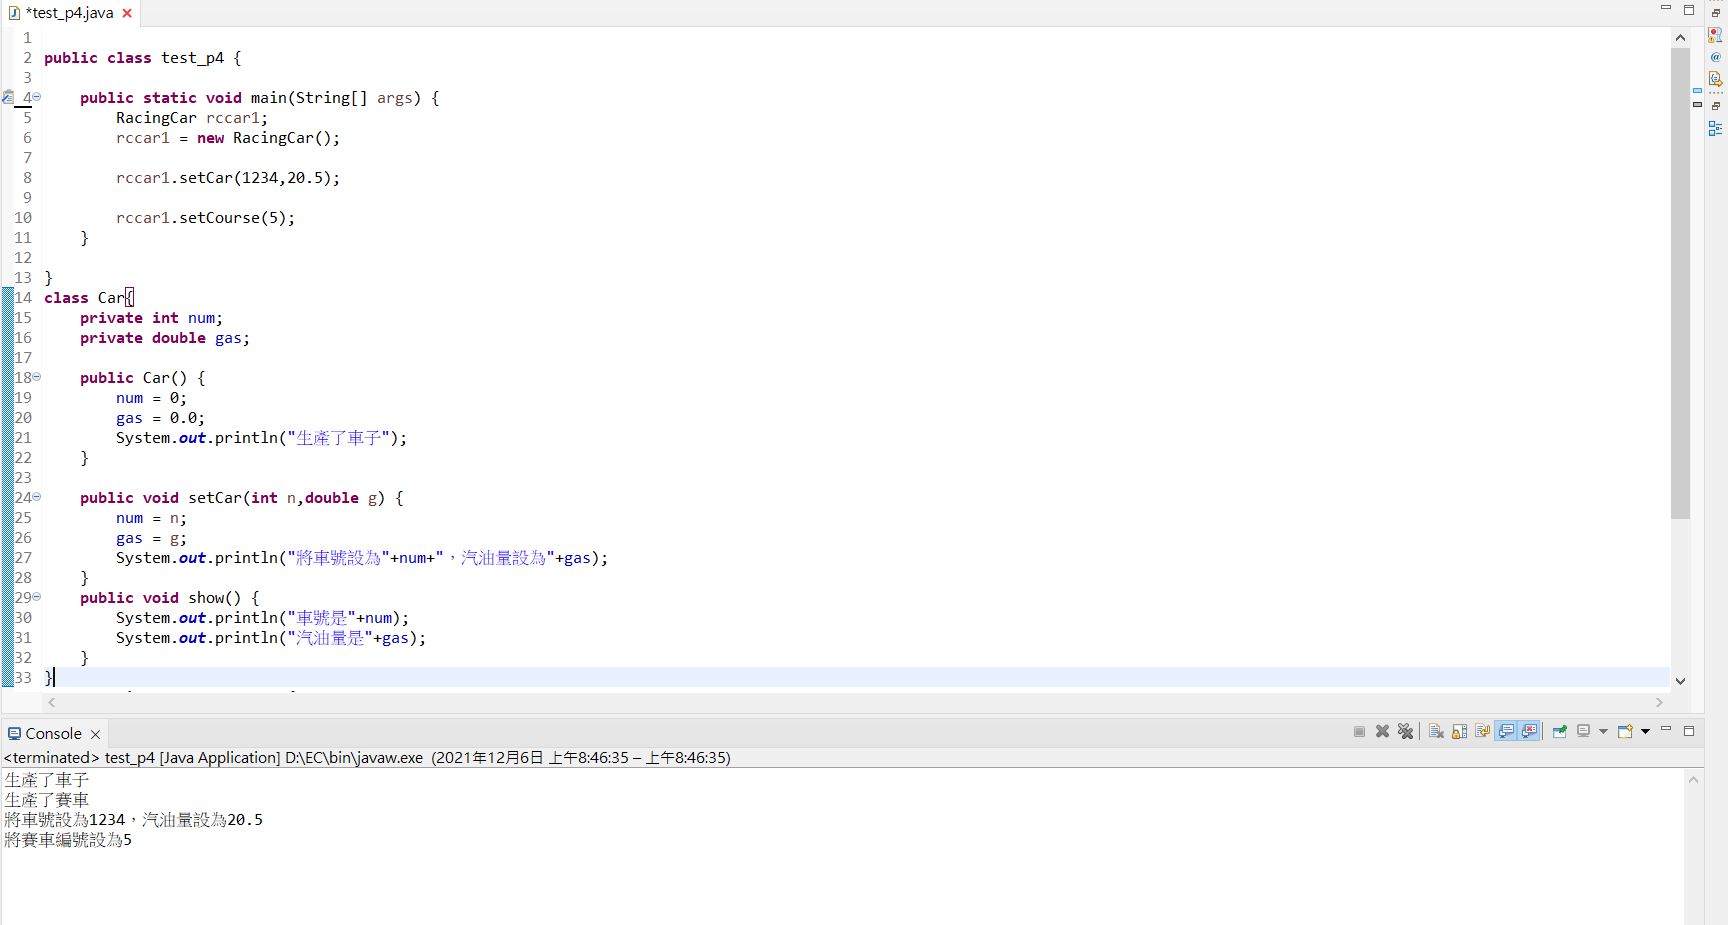 *test_p4.java
1
2 public class test_p4 {
3
4     public static void main(String[] args) {
5         RacingCar rccar1;
6         rccar1 = new RacingCar();
7
8         rccar1.setCar(1234,20.5);
9
10         rccar1.setCourse(5);
11     }
12
13 }
14 class Car{
15     private int num;
16     private double gas;
17
18     public Car() {
19         num = 0;
20         gas = 0.0;
21         System.out.println("生產了車子");
22     }
23
24     public void setCar(int n,double g) {
25         num = n;
26         gas = g;
27         System.out.println("將車號設為"+num+"，汽油量設為"+gas);
28     }
29     public void show() {
30         System.out.println("車號是"+num);
31         System.out.println("汽油量是"+gas);
32     }
33 }
Console
<terminated> test_p4 [Java Application] D:\EC\bin\javaw.exe (2021年12月6日 上午8:46:35 – 上午8:46:35)
生產了車子
生產了賽車
將車號設為1234，汽油量設為20.5
將賽車編號設為5